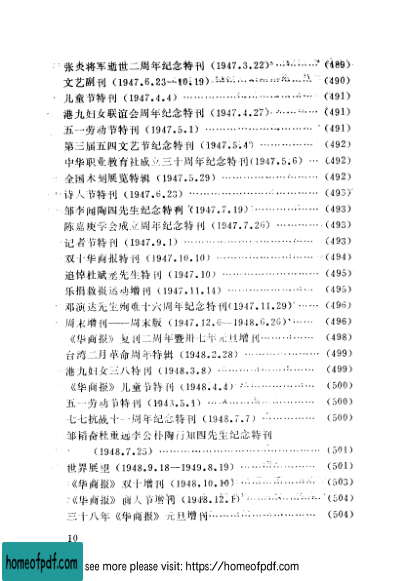 张炎将军逝世二周年纪念特刊（1947.3.22）……………（489）
文艺副刊（1947.6.23—10.19）……………（490）
儿童节特刊（1947.4.4）……………（491）
港九妇女联谊会周年纪念特刊（1947.4.27）……………（491）
五一劳动节特刊（1947.5.1）……………（491）
第三届五四文艺节纪念特刊（1947.5.4）……………（492）
中华职业教育社成立三十周年纪念特刊(1947.5.6)……（492）
全国木刻展览特辑（1947.5.29）……………（492）
诗人节特刊（1947.6.23）……………（493）
邹李闻陶四先生纪念特刊（1947.7.19）……………（493）
陈嘉庚学会成立周年纪念特刊（1947.7.26）……………（493）
记者节特刊（1947.9.1）……………（493）
双十华商报特刊（1947.10.10）……………（494）
追悼杜斌丞先生特刊（1947.10）……………（495）
乐捐救报运动增刊（1947.11.14）……………（495）
邓演达先生殉难十六周年纪念特刊(1947.11.29)……（496）
周末增刊——周末版（1947.12.6—1948.6.26）……（496）
《华商报》复刊二周年暨卅七年元旦增刊……………（498）
台湾二月革命周年特辑（1948.2.28）……………（499）
港九妇女三八特刊（1948.3.8）……………（499）
《华商报》儿童节特刊（1948.4.4）……………（500）
五一劳动节特刊（1943.5.1）……………（500）
七七抗战十一周年纪念特刊（1948.7.7）……………（500）
邹韬奋杜重远李公朴陶行知四先生纪念特刊
（1948.7.25）……………（501）
世界展望（1948.9.18—1949.8.19）……………（501）
《华商报》双十增刊（1948.10.10）……………（503）
《华商报》商人节增刊（1948.12.1）……………（504）
三十八年《华商报》元旦增刊……………（504）
10
homeofpdf.com
see more please visit: https://homeofpdf.com
homeofpdf.com